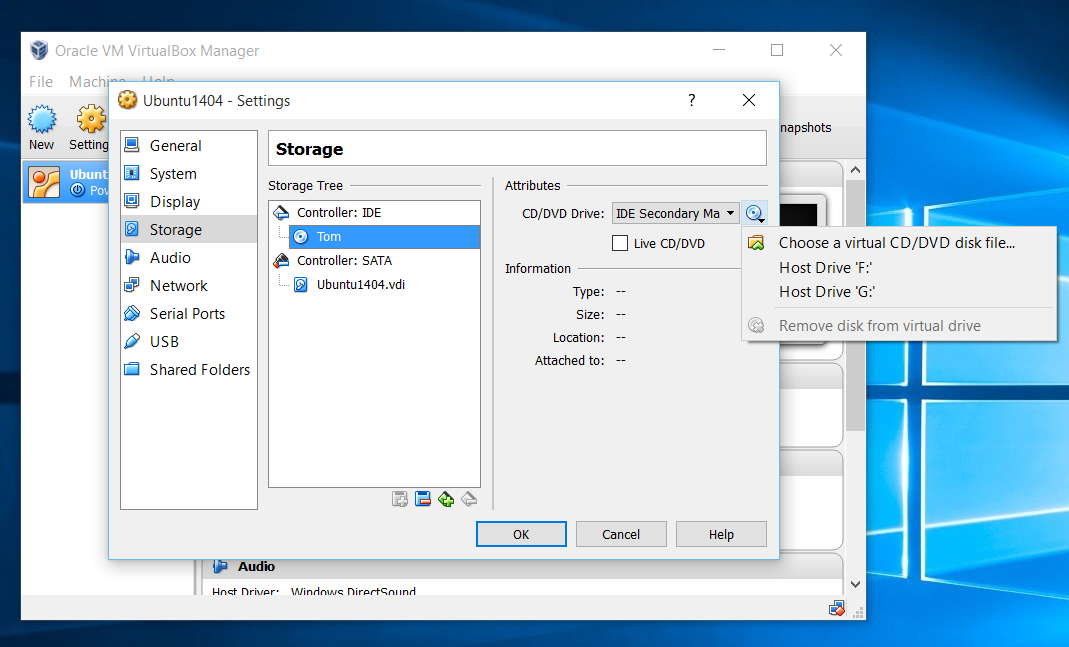 Oracle VM VirtualBox Manager
File Machine Help
Ubuntu1404 - Settings
?
New
Setting
napshots
Ubunt
Pow
General
System
Display
Storage
Audio
Network
Serial Ports
USB
Shared Folders
Storage
Storage Tree
Controller: IDE
Tom
Controller: SATA
Ubuntu1404.vdi
Attributes
CD/DVD Drive: IDE Secondary Ma
Live CD/DVD
Information
Type: --
Size: --
Location: --
Attached to: --
Choose a virtual CD/DVD disk file...
Host Drive 'F:'
Host Drive 'G:'
Remove disk from virtual drive
OK Cancel Help
Audio
Host Driver: Windows DirectSound